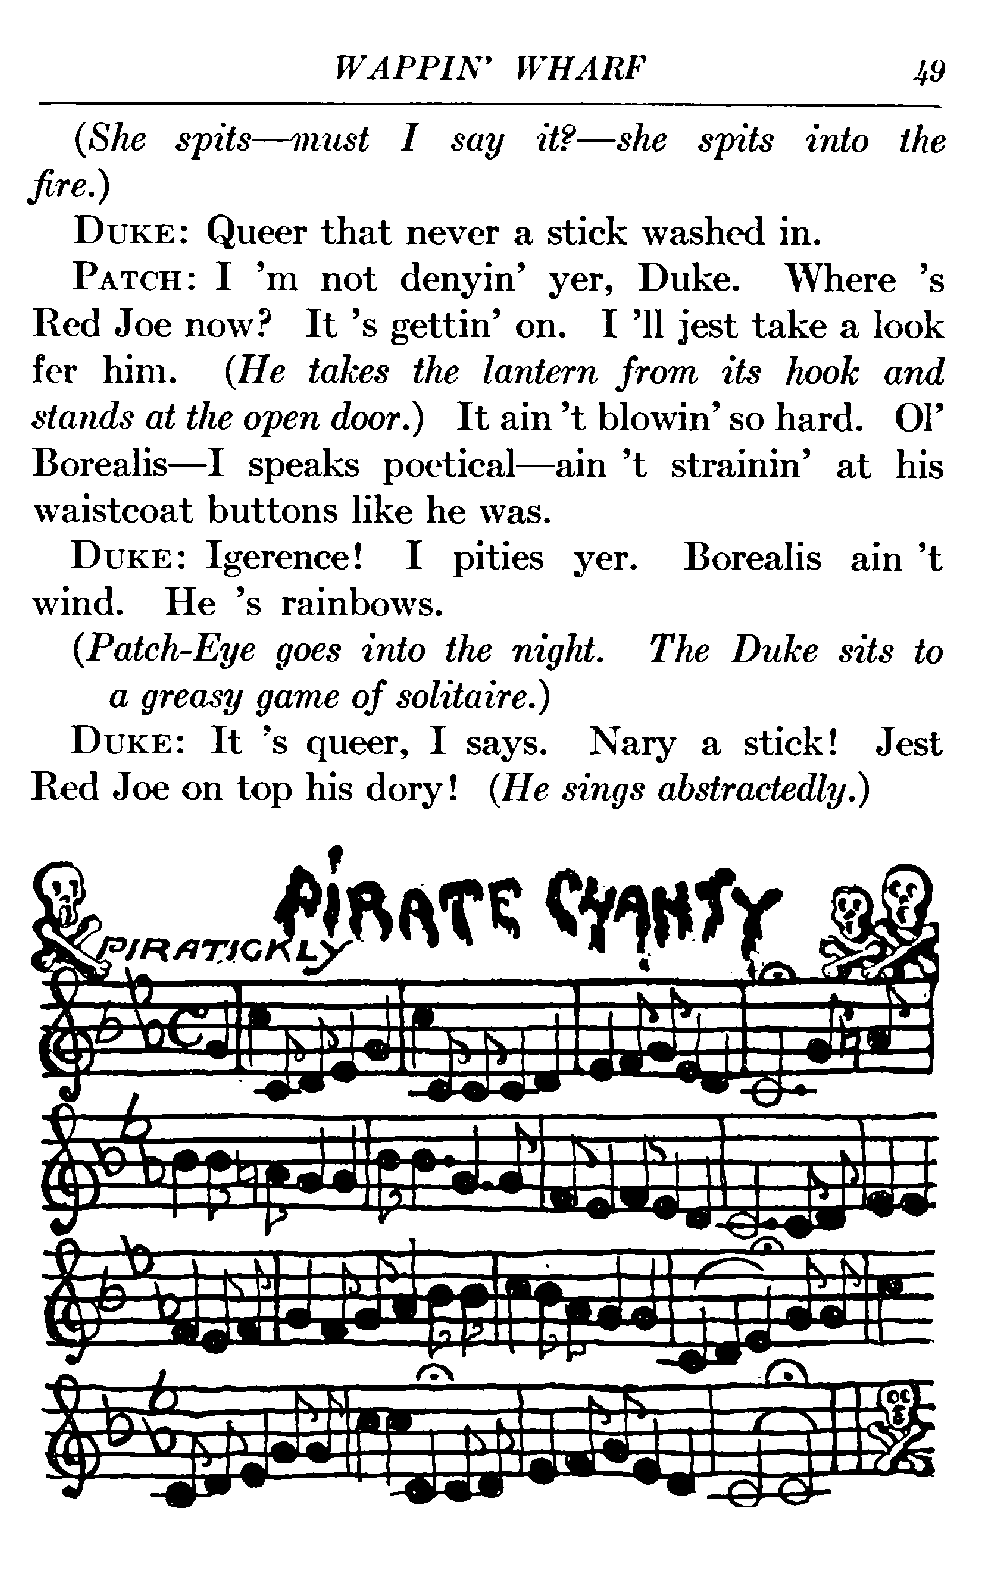 WAPPIN' WHARF 49
(She spits—must I say it?—she spits into the
fire.)
DUKE: Queer that never a stick washed in.
PATCH: I 'm not denyin' yer, Duke. Where 's
Red Joe now? It 's gettin' on. I 'll jest take a look
fer him. (He takes the lantern from its hook and
stands at the open door.) It ain 't blowin' so hard. Ol'
Borealis—I speaks poetical—ain 't strainin' at his
waistcoat buttons like he was.
DUKE: Igerence! I pities yer. Borealis ain 't
wind. He 's rainbows.
(Patch-Eye goes into the night. The Duke sits to
a greasy game of solitaire.)
DUKE: It 's queer, I says. Nary a stick! Jest
Red Joe on top his dory! (He sings abstractedly.)
PIRATE CHANTY
PIRATICKLY